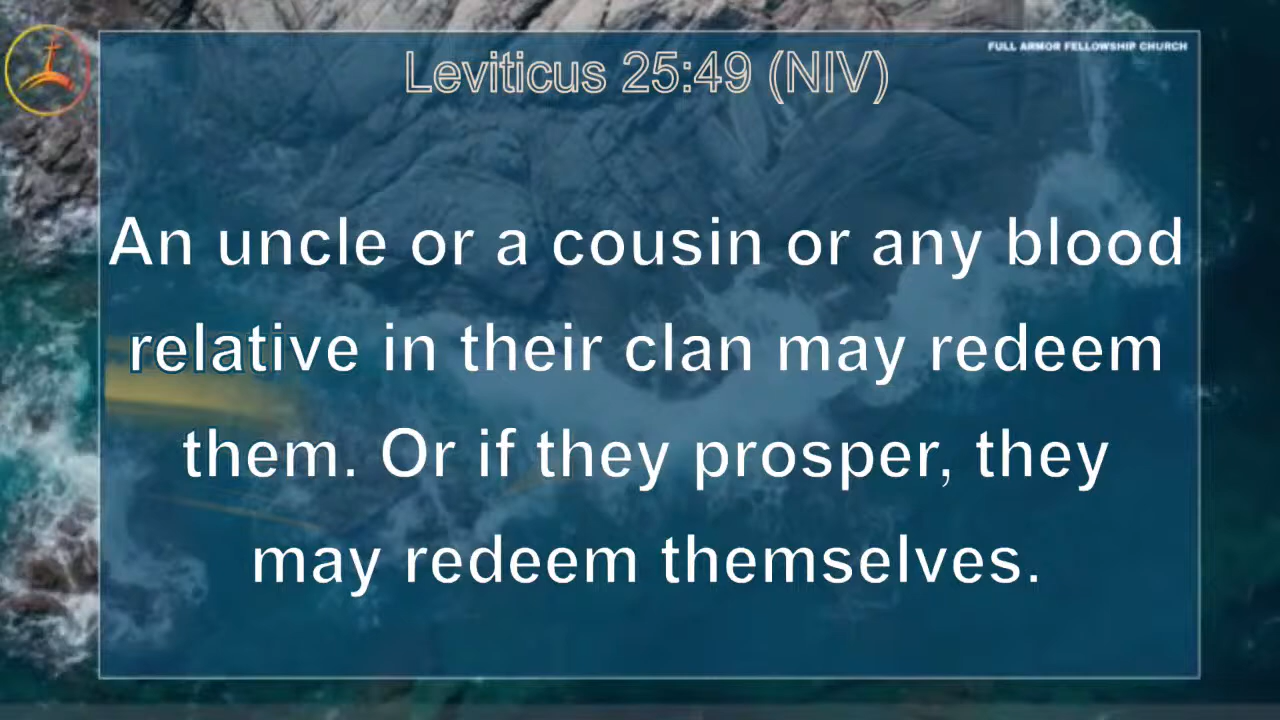 FULL ARMOR FELLOWSHIP CHURCH
Leviticus 25:49 (NIV)
An uncle or a cousin or any blood
relative in their clan may redeem
them. Or if they prosper, they
may redeem themselves.